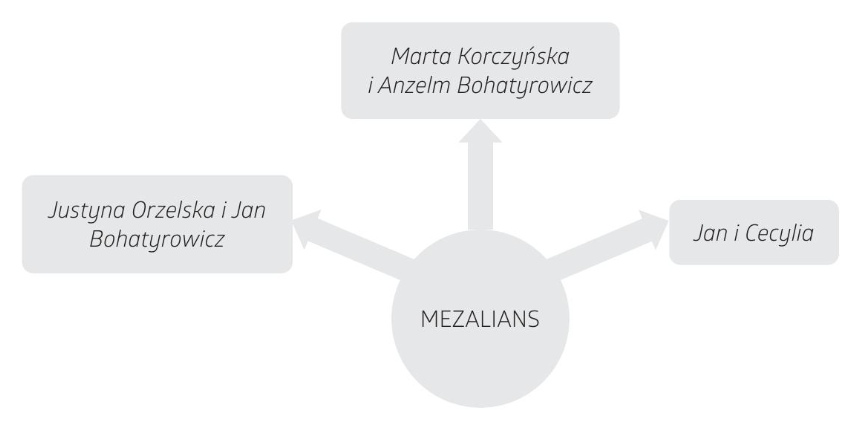 Marta Korczyńska
i Anzelm Bohatyrowicz
Justyna Orzelska i Jan
Bohatyrowicz
Jan i Cecylia
MEZALIANS